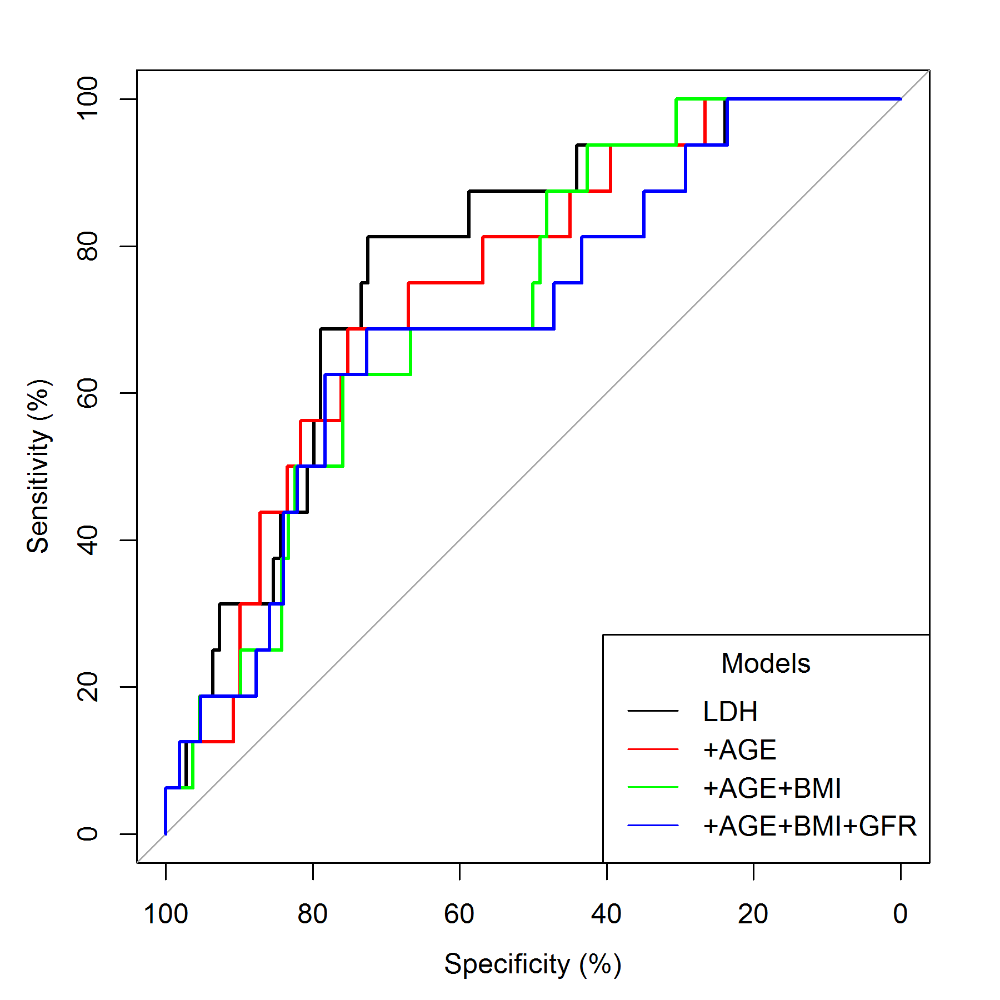 100
80
60
40
20
0
Sensitivity (%)
Models
LDH
+AGE
+AGE+BMI
+AGE+BMI+GFR
100 80 60 40 20 0
Specificity (%)